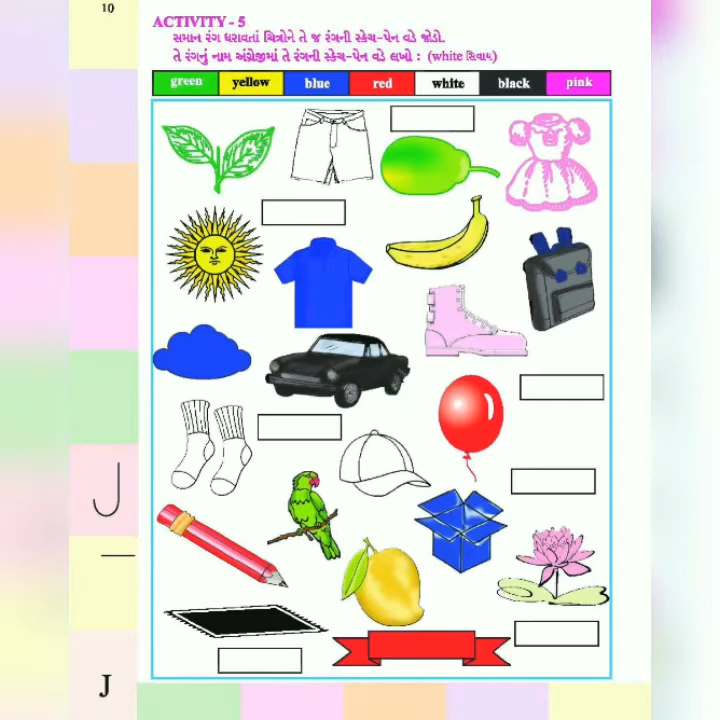 10
ACTIVITY - 5
સમાન રંગ ધરાવતાં ચિત્રોને તે જ રંગની સ્કેચ-પેન વડે જોડો.
તે રંગનું નામ અંગ્રેજીમાં તે રંગની સ્કેચ-પેન વડે લખો : (white સિવાય)
green yellow blue red white black pink
J
J